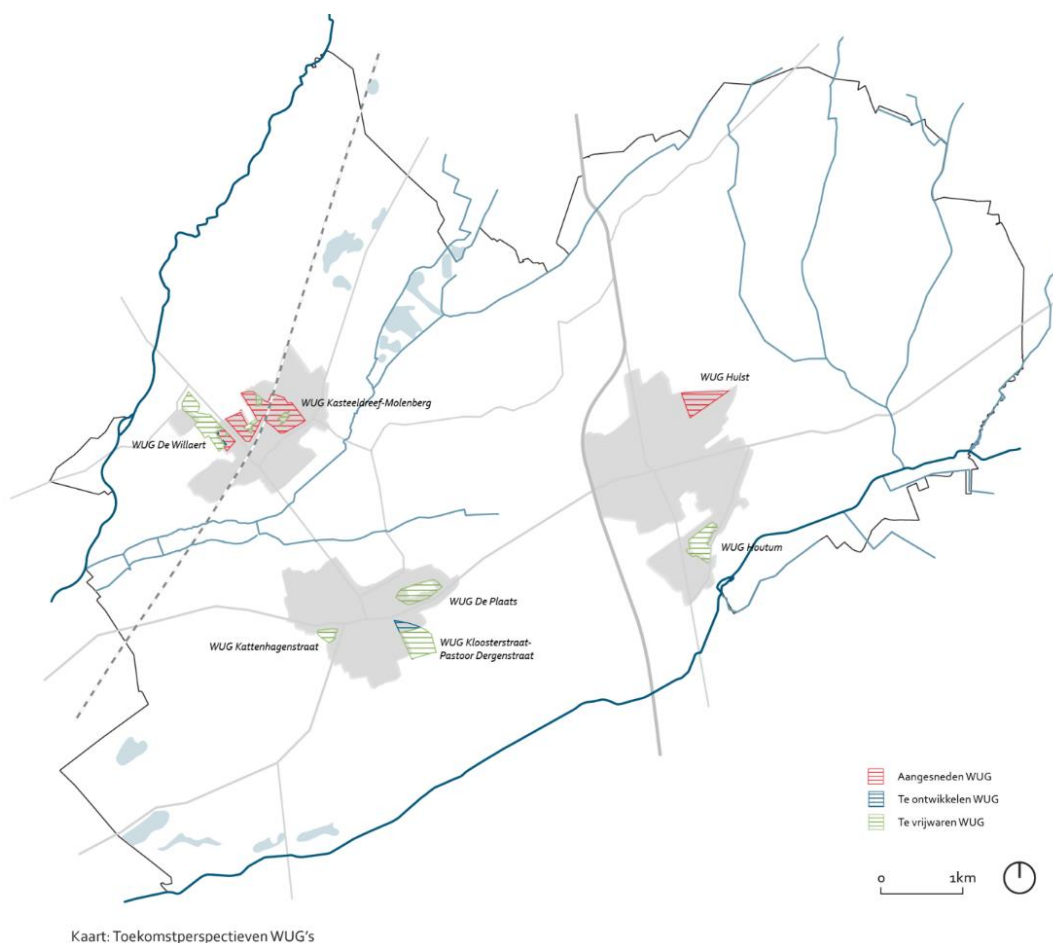 WUG Hulst
WUG Kasteeldreef-Molenberg
WUG De Willaert
WUG Houtum
WUG De Plaats
WUG Kattenhagenstraat
WUG Kloosterstraat-
Pastoor Dergenstraat
Aangesneden WUG
Te ontwikkelen WUG
Te vrijwaren WUG
0 1km
Kaart: Toekomstperspectieven WUG's